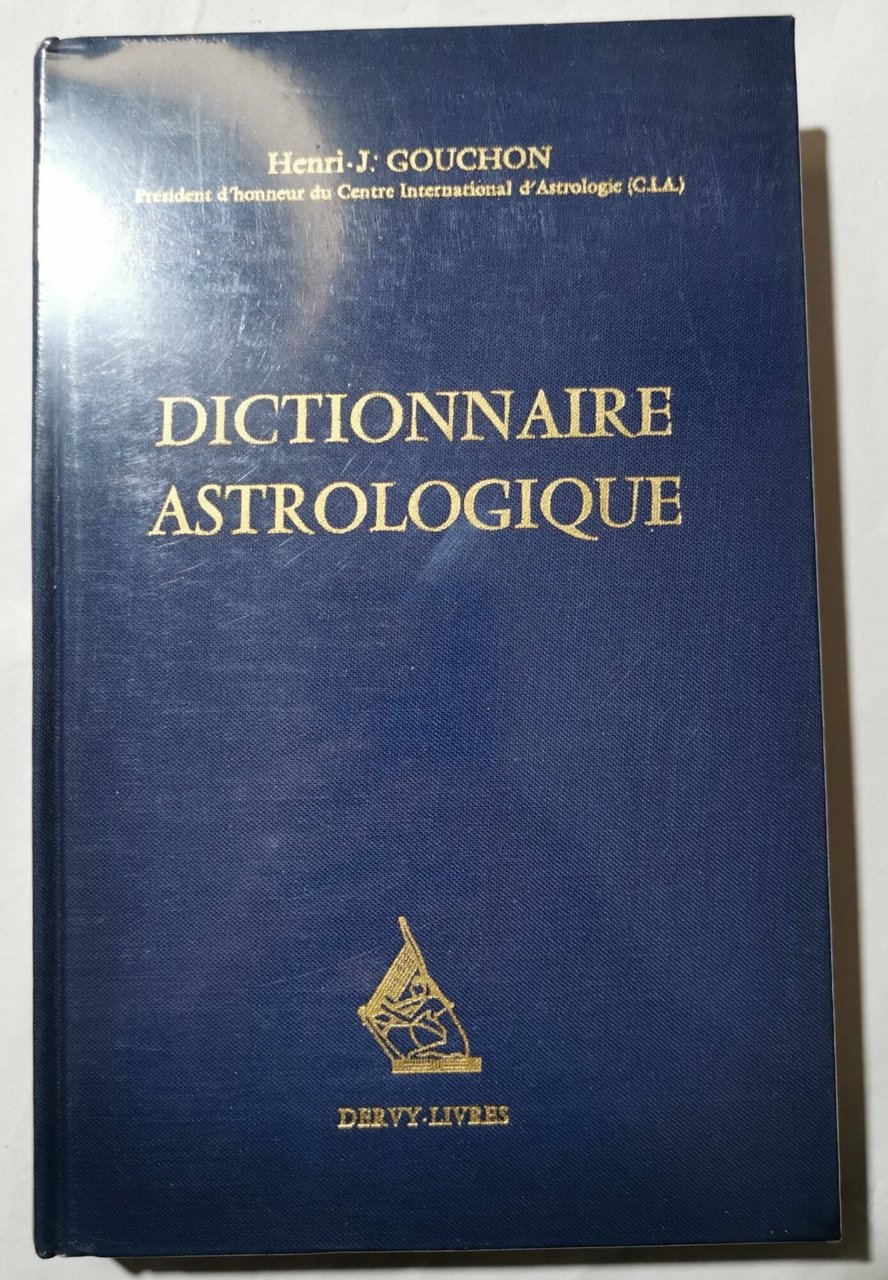 Henri-J. GOUCHON
Président d'honneur du Centre International d'Astrologie (C.I.A.)
DICTIONNAIRE
ASTROLOGIQUE
DERVY-LIVRES